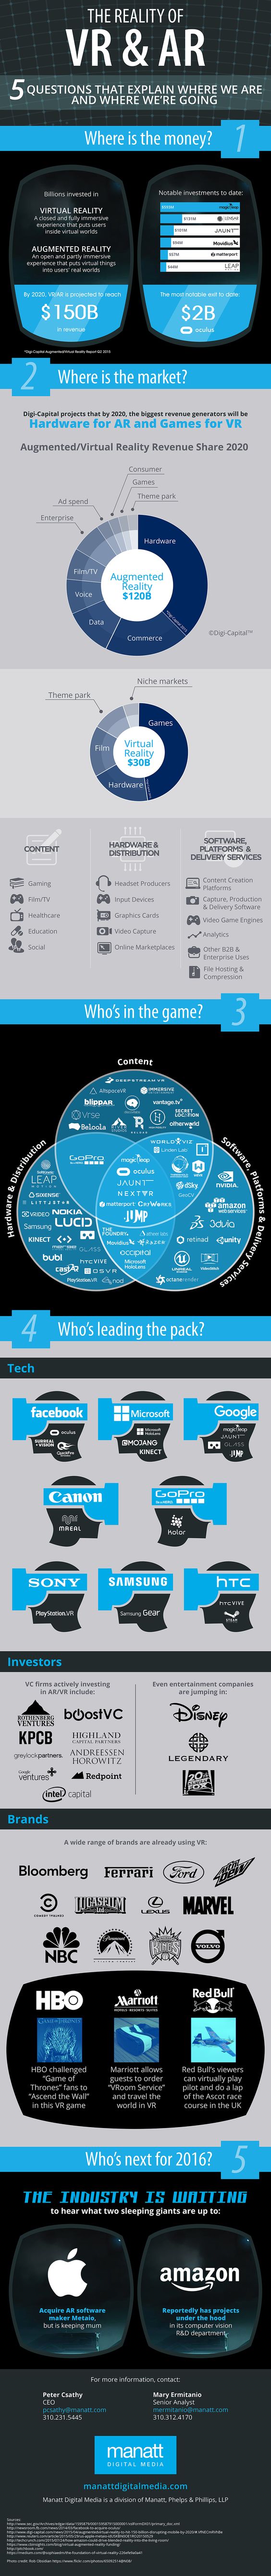 THE REALITY OF
VR & AR
5 QUESTIONS THAT EXPLAIN WHERE WE ARE
AND WHERE WE'RE GOING
Where is the money? 1
Billions invested in
VIRTUAL REALITY
A closed and fully immersive
experience that puts users
inside virtual worlds
AUGMENTED REALITY
An open and partly immersive
experience that puts virtual things
into users' real worlds
By 2020, VR/AR is projected to reach
$150B
in revenue
Notable investments to date:
magic leap
JAUNT
Movidius
matterport
LEAP
The most notable exit to date:
$2B
oculus
*Digi-Capital Augmented/Virtual Reality Report Q2 2015
2 Where is the market?
Digi-Capital projects that by 2020, the biggest revenue generators will be
Hardware for AR and Games for VR
Augmented/Virtual Reality Revenue Share 2020
Consumer
Games
Theme park
Ad spend
Enterprise
Hardware
Film/TV
Voice
Data
Commerce
Augmented
Reality
$120B
©Digi-Capital™
Niche markets
Theme park
Games
Film
Hardware
Virtual
Reality
$30B
CONTENT
Gaming
Film/TV
Healthcare
Education
Social
HARDWARE &
DISTRIBUTION
Headset Producers
Input Devices
Graphics Cards
Video Capture
Online Marketplaces
SOFTWARE,
PLATFORMS &
DELIVERY SERVICES
Content Creation
Platforms
Capture, Production
& Delivery Software
Video Game Engines
Analytics
Other B2B &
Enterprise Uses
File Hosting &
Compression
Who's in the game? 3
Content
Hardware & Distribution
Software, Platforms & Delivery Services
DEEPSTREAM VR
AltspaceVR
IMMERSIVE
blippAR
vantage.tv
Vrse
SECRET
LOCATION
Beloola
otherworld
WORLDVIZ
Linden Lab
GoPro
magic leap
oculus
JAUNT
NEXTVR
matterport
JUMP
LEAP
MOTION
SIXENSE
LYTRO
VRIDEO
NOKIA
Samsung
LUCID
KINECT
GLASS
bubl
HTC VIVE
OSVR
PlayStation.VR
nod
THE
FOUNDRY
Movidius
RAZER
occipital
Microsoft
HoloLens
NVIDIA
dSky
GeoCV
amazon
web services
3dvia
retinad
unity
UNREAL
octanerender
4 Who's leading the pack?
Tech
facebook
oculus
SURREAL
VISION
Microsoft
Microsoft
HoloLens
MOJANG
KINECT
Google
magic leap
JAUNT
GLASS
JUMP
Canon
MREAL
GoPro
kolor
SONY
PlayStation.VR
SAMSUNG
Samsung Gear
hTC
HTC VIVE
STEAM
Investors
VC firms actively investing
in AR/VR include:
ROTHENBERG
VENTURES
boostVC
KPCB
HIGHLAND
CAPITAL PARTNERS
greylock partners.
ANDREESSEN
HOROWITZ
Google
ventures
Redpoint
intel capital
Even entertainment companies
are jumping in:
DISNEY
LEGENDARY
Brands
A wide range of brands are already using VR:
Bloomberg
Ferrari
Ford
Mtn Dew
COMEDY CENTRAL
LUCASFILM
LEXUS
MARVEL
NBC
Paramount
KINGS
VOLVO
HBO
GAME OF THRONES
HBO challenged
"Game of
Thrones" fans to
"Ascend the Wall"
in this VR game
Marriott
HOTELS RESORTS SUITES
Marriott allows
guests to order
"VRoom Service"
and travel the
world in VR
Red Bull
Red Bull's viewers
can virtually play
pilot and do a lap
of the Ascot race
course in the UK
Who's next for 2016? 5
THE INDUSTRY IS WAITING
to hear what two sleeping giants are up to:
Acquire AR software
maker Metaio,
but is keeping mum
amazon
Reportedly has projects
under the hood
in its computer vision
R&D department
For more information, contact:
Peter Csathy
CEO
pcsathy@manatt.com
310.231.5445
Mary Ermitanio
Senior Analyst
mermitanio@manatt.com
310.312.4170
manatt
DIGITAL MEDIA
manattdigitalmedia.com
Manatt Digital Media is a division of Manatt, Phelps & Phillips, LLP
Sources